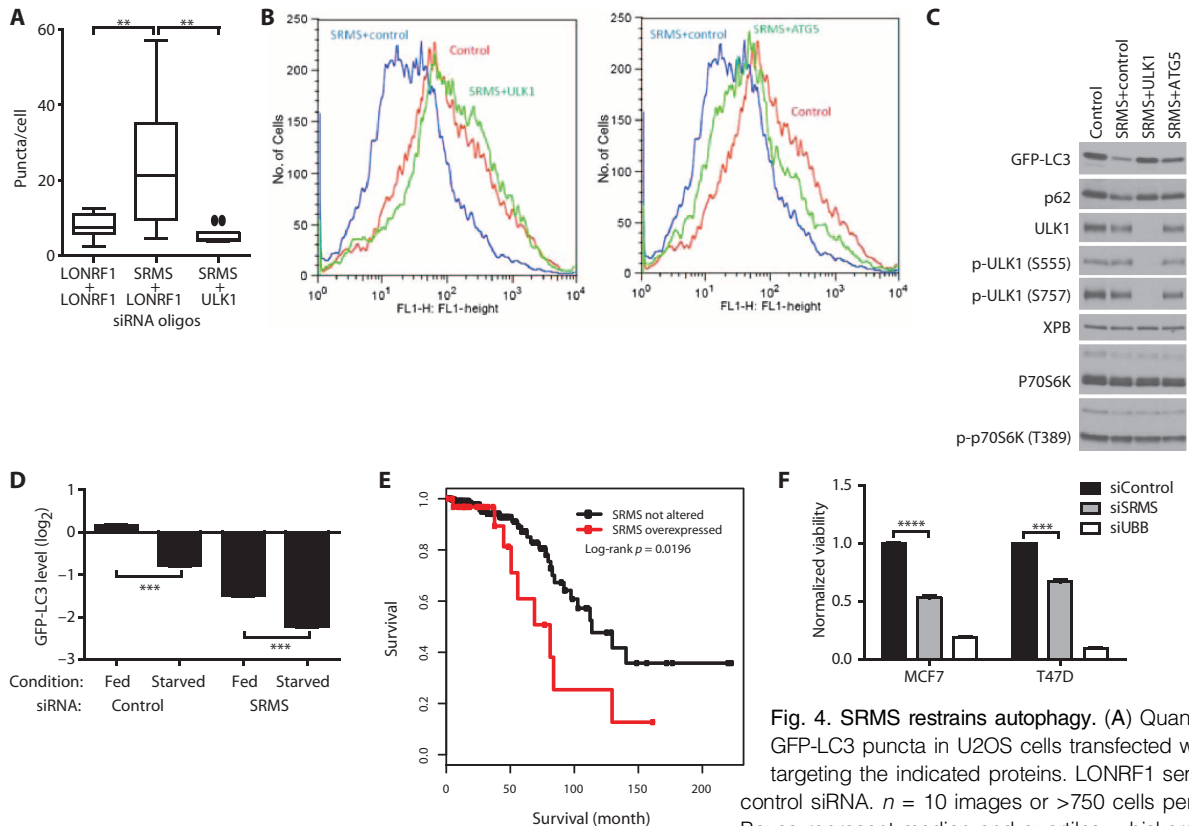 A
Puncta/cell
60
40
20
0
**
**
LONRF1 + LONRF1
SRMS + LONRF1
SRMS + ULK1
siRNA oligos
B
No. of Cells
250
200
150
100
50
0
SRMS+control
Control
SRMS+ULK1
10^0
10^1
10^2
10^3
10^4
FL1-H: FL1-height
No. of Cells
250
200
150
100
50
0
SRMS+control
SRMS+ATG5
Control
10^0
10^1
10^2
10^3
10^4
FL1-H: FL1-height
C
Control
SRMS+control
SRMS+ULK1
SRMS+ATG5
GFP-LC3
p62
ULK1
p-ULK1 (S555)
p-ULK1 (S757)
XPB
P70S6K
p-p70S6K (T389)
D
GFP-LC3 level (log2)
1
0
−1
−2
−3
***
***
Condition: Fed Starved Fed Starved
siRNA: Control SRMS
E
Survival
1.0
0.8
0.6
0.4
0.2
0.0
SRMS not altered
SRMS overexpressed
Log-rank p = 0.0196
0 50 100 150 200
Survival (month)
F
Normalized viability
1.5
1.0
0.5
0.0
****
***
siControl
siSRMS
siUBB
MCF7
T47D
Fig. 4. SRMS restrains autophagy. (A) Quan
GFP-LC3 puncta in U2OS cells transfected w
targeting the indicated proteins. LONRF1 ser
control siRNA. n = 10 images or >750 cells per